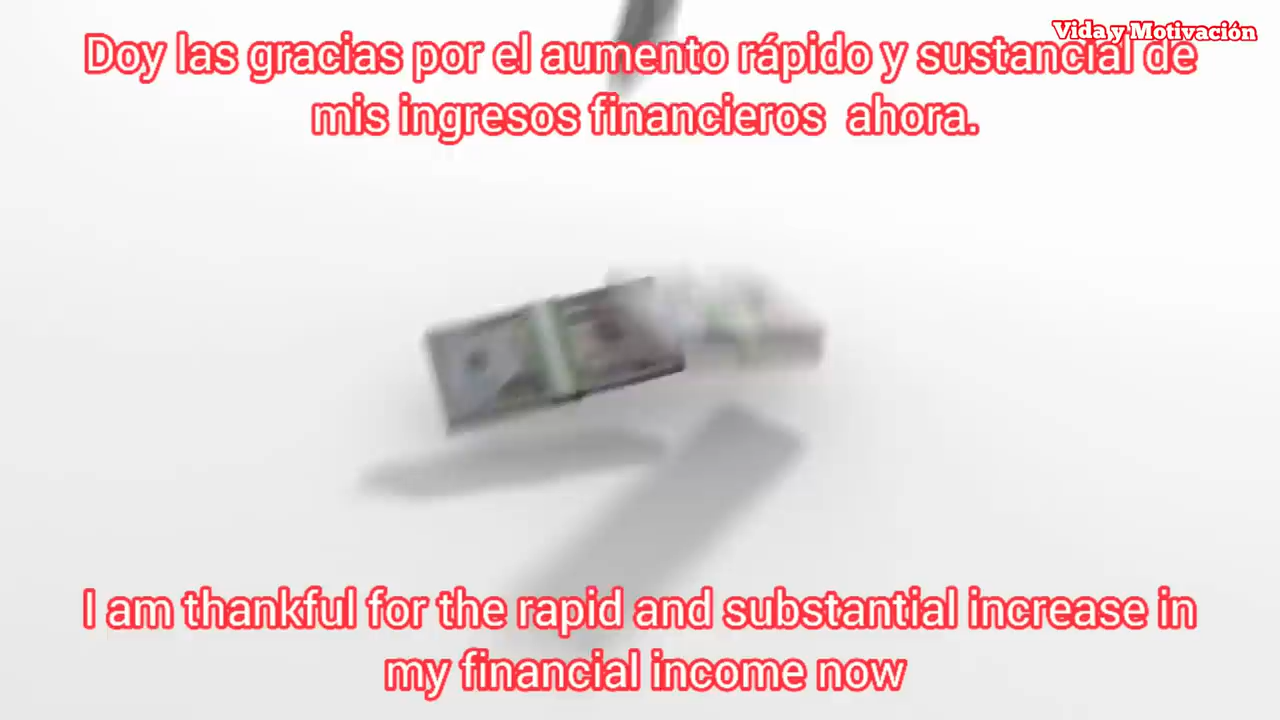 Vida y Motivación
Doy las gracias por el aumento rápido y sustancial de
mis ingresos financieros ahora.
I am thankful for the rapid and substantial increase in
my financial income now